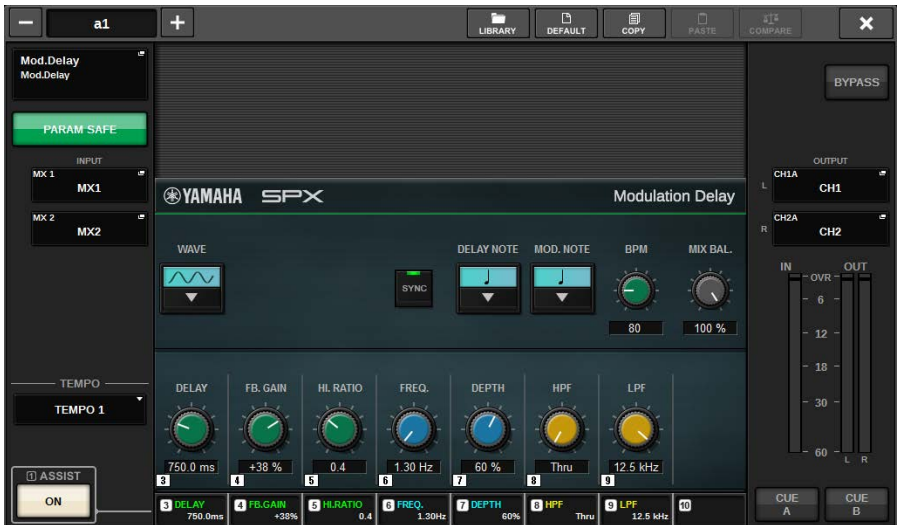 a1
LIBRARY
DEFAULT
COPY
PASTE
COMPARE
Mod.Delay
Mod.Delay
BYPASS
PARAM SAFE
INPUT
MX 1
MX1
MX 2
MX2
OUTPUT
CH1A
L
CH1
CH2A
R
CH2
YAMAHA SPX
Modulation Delay
WAVE
SYNC
DELAY NOTE
MOD. NOTE
BPM
MIX BAL.
80
100 %
IN
OUT
OVR
6
12
18
30
60
L R
TEMPO
TEMPO 1
DELAY
FB. GAIN
HI. RATIO
FREQ.
DEPTH
HPF
LPF
750.0 ms
+38 %
0.4
1.30 Hz
60 %
Thru
12.5 kHz
3
4
5
6
7
8
9
1 ASSIST
ON
3 DELAY
750.0ms
4 FB.GAIN
+38%
5 HI.RATIO
0.4
6 FREQ.
1.30Hz
7 DEPTH
60%
8 HPF
Thru
9 LPF
12.5 kHz
10
CUE
A
CUE
B